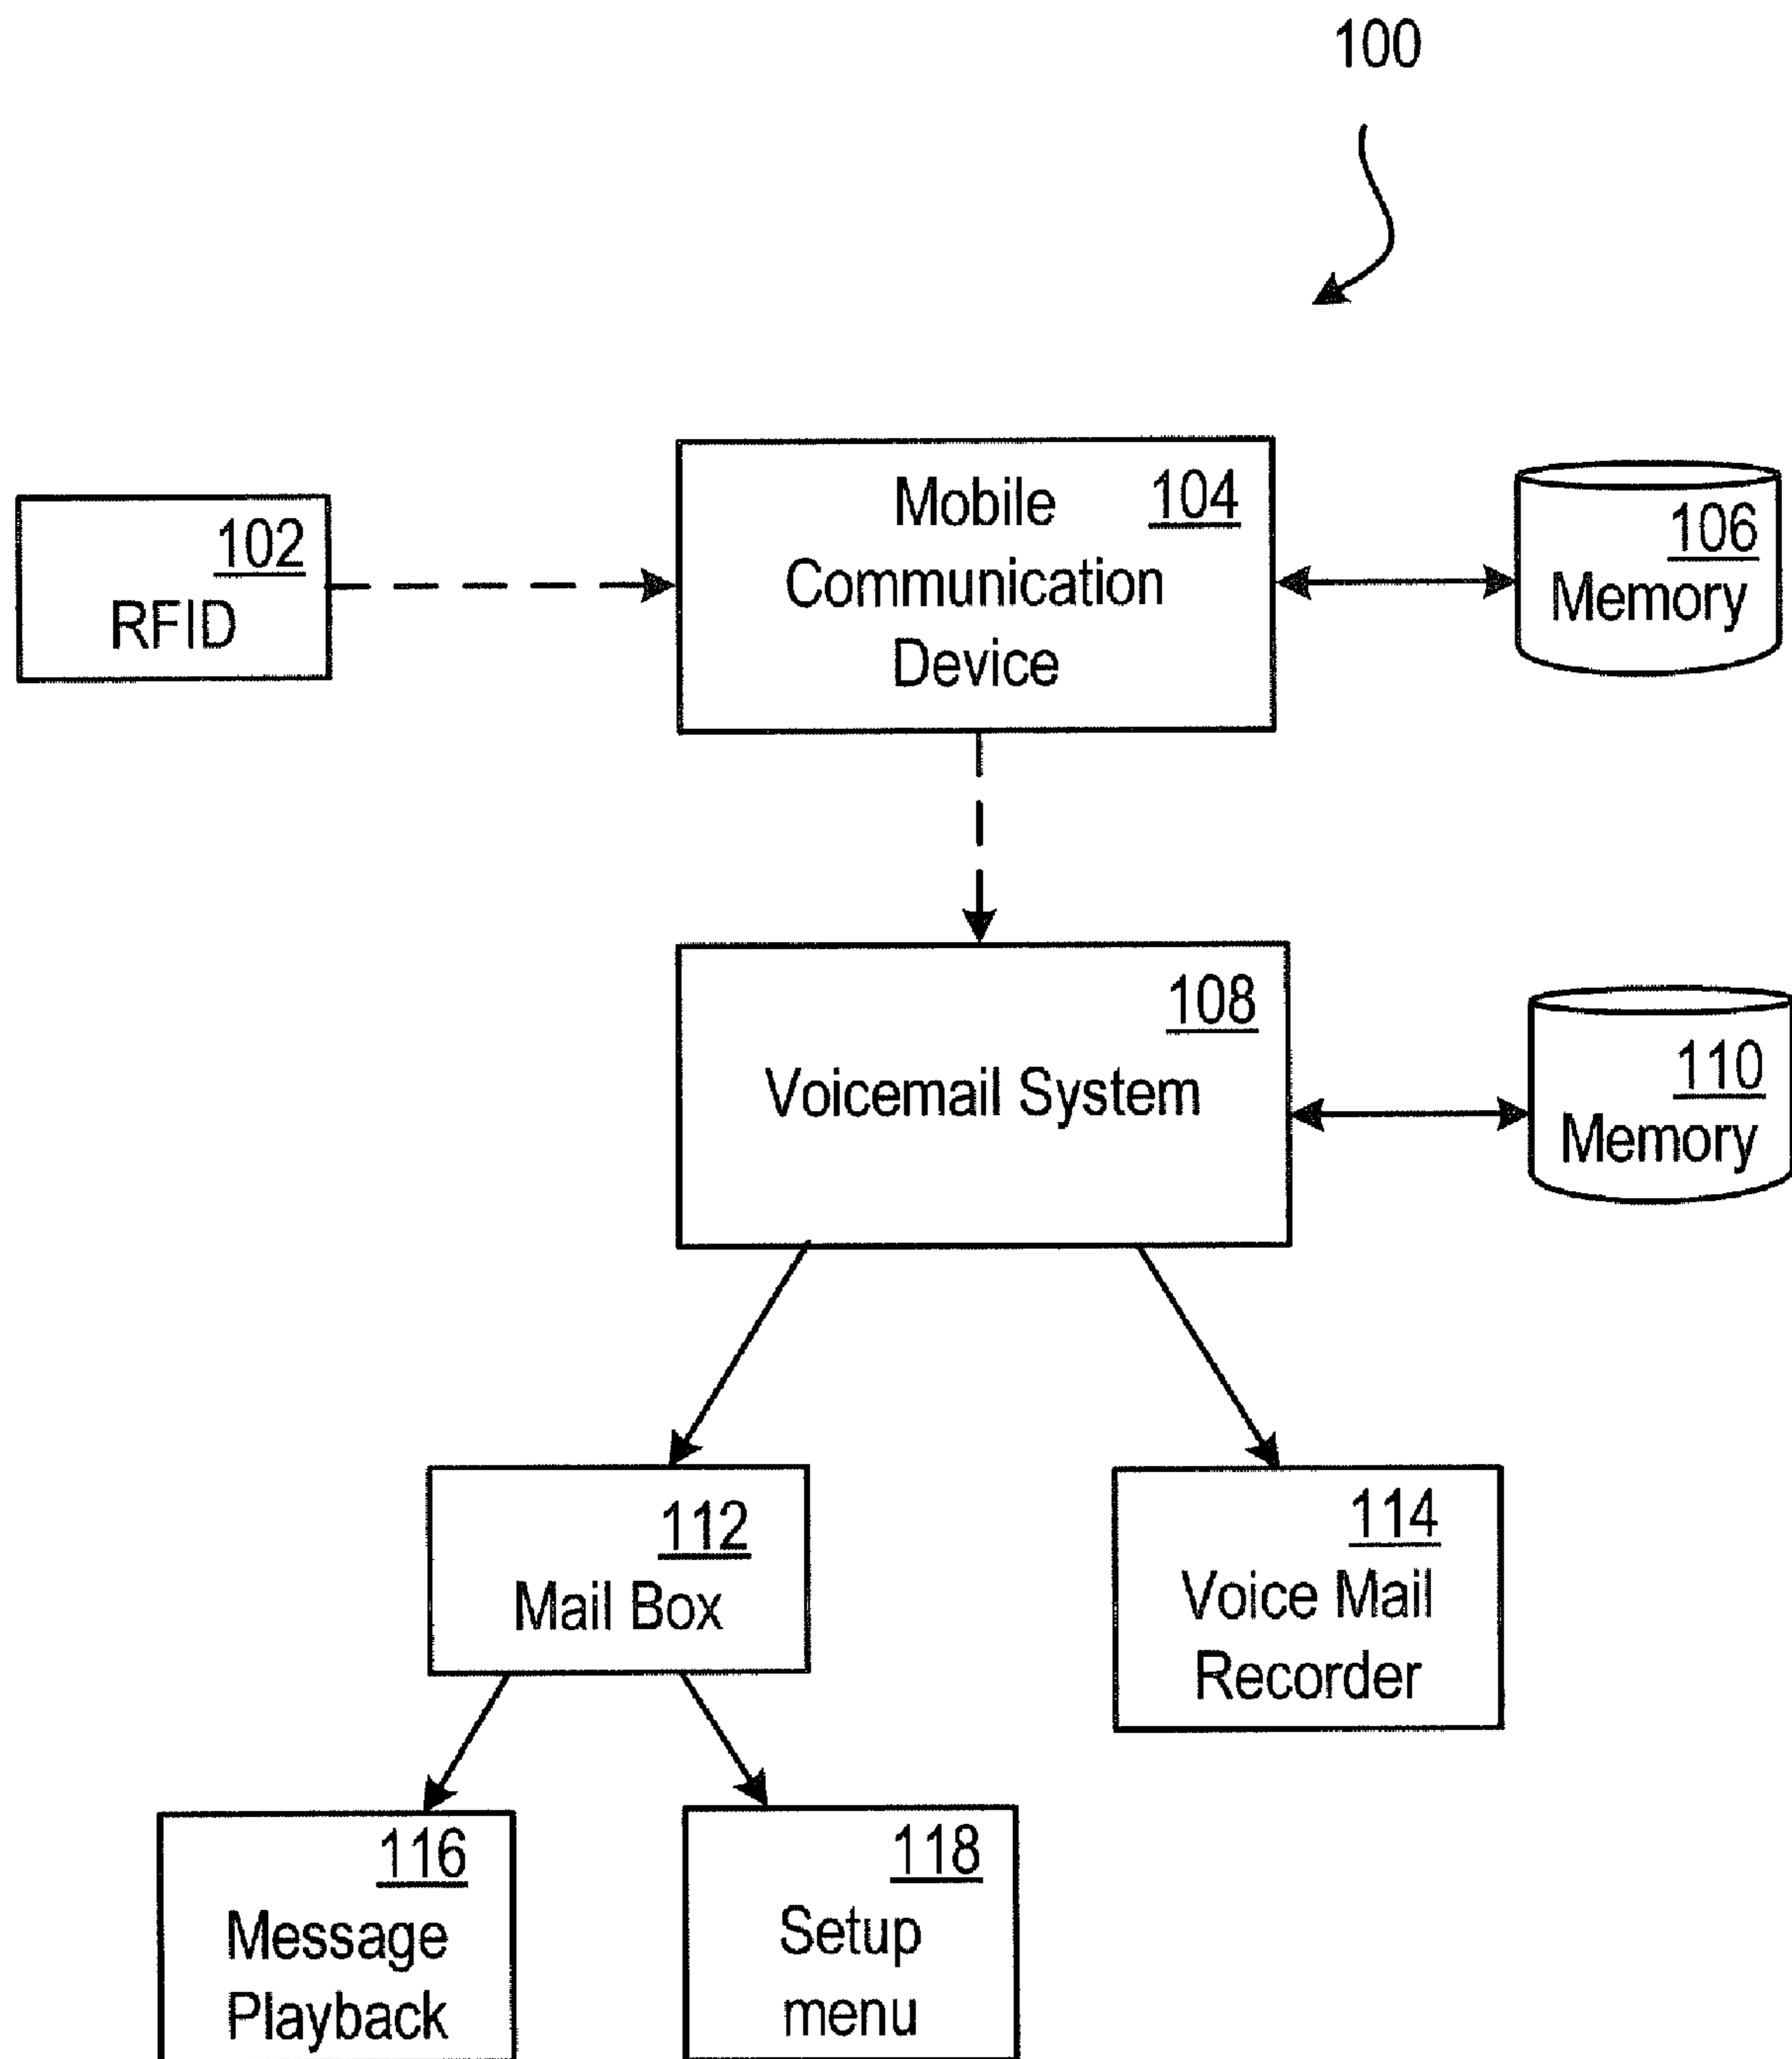 100
102
RFID
104
Mobile
Communication
Device
106
Memory
108
Voicemail System
110
Memory
112
Mail Box
114
Voice Mail
Recorder
116
Message
Playback
118
Setup
menu